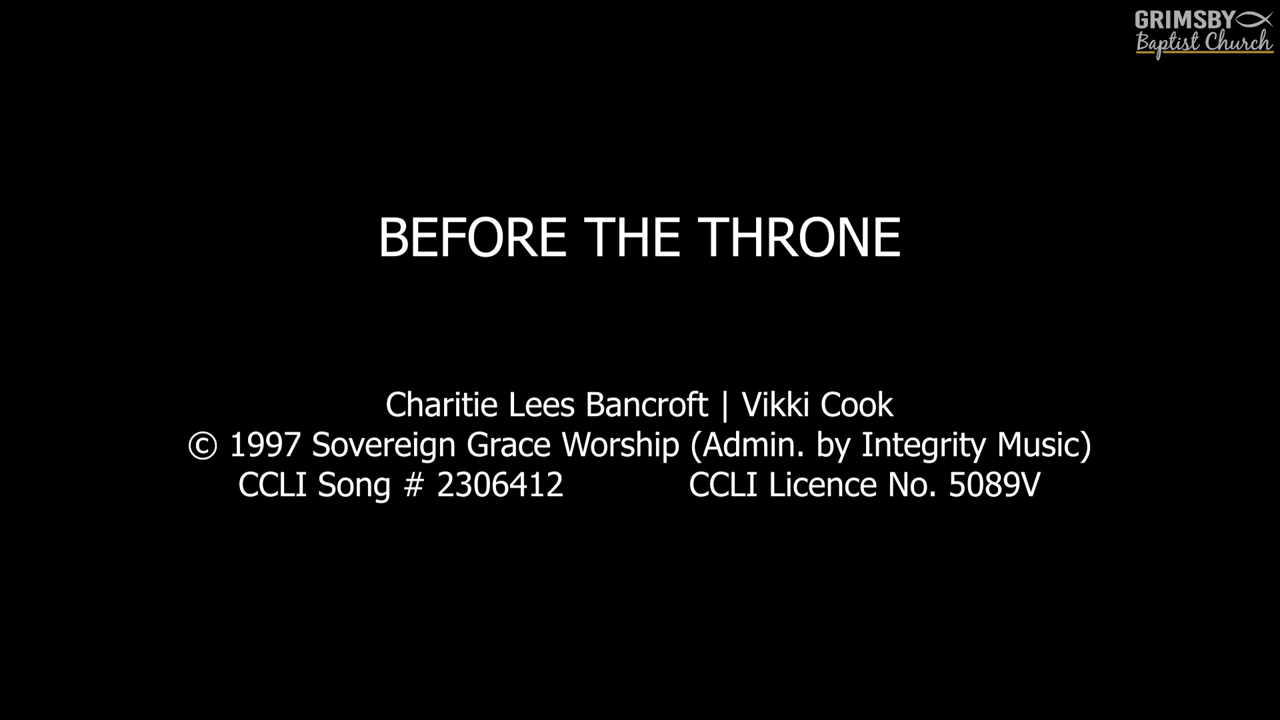 GRIMSBY
Baptist Church
BEFORE THE THRONE
Charitie Lees Bancroft | Vikki Cook
© 1997 Sovereign Grace Worship (Admin. by Integrity Music)
CCLI Song # 2306412 CCLI Licence No. 5089V